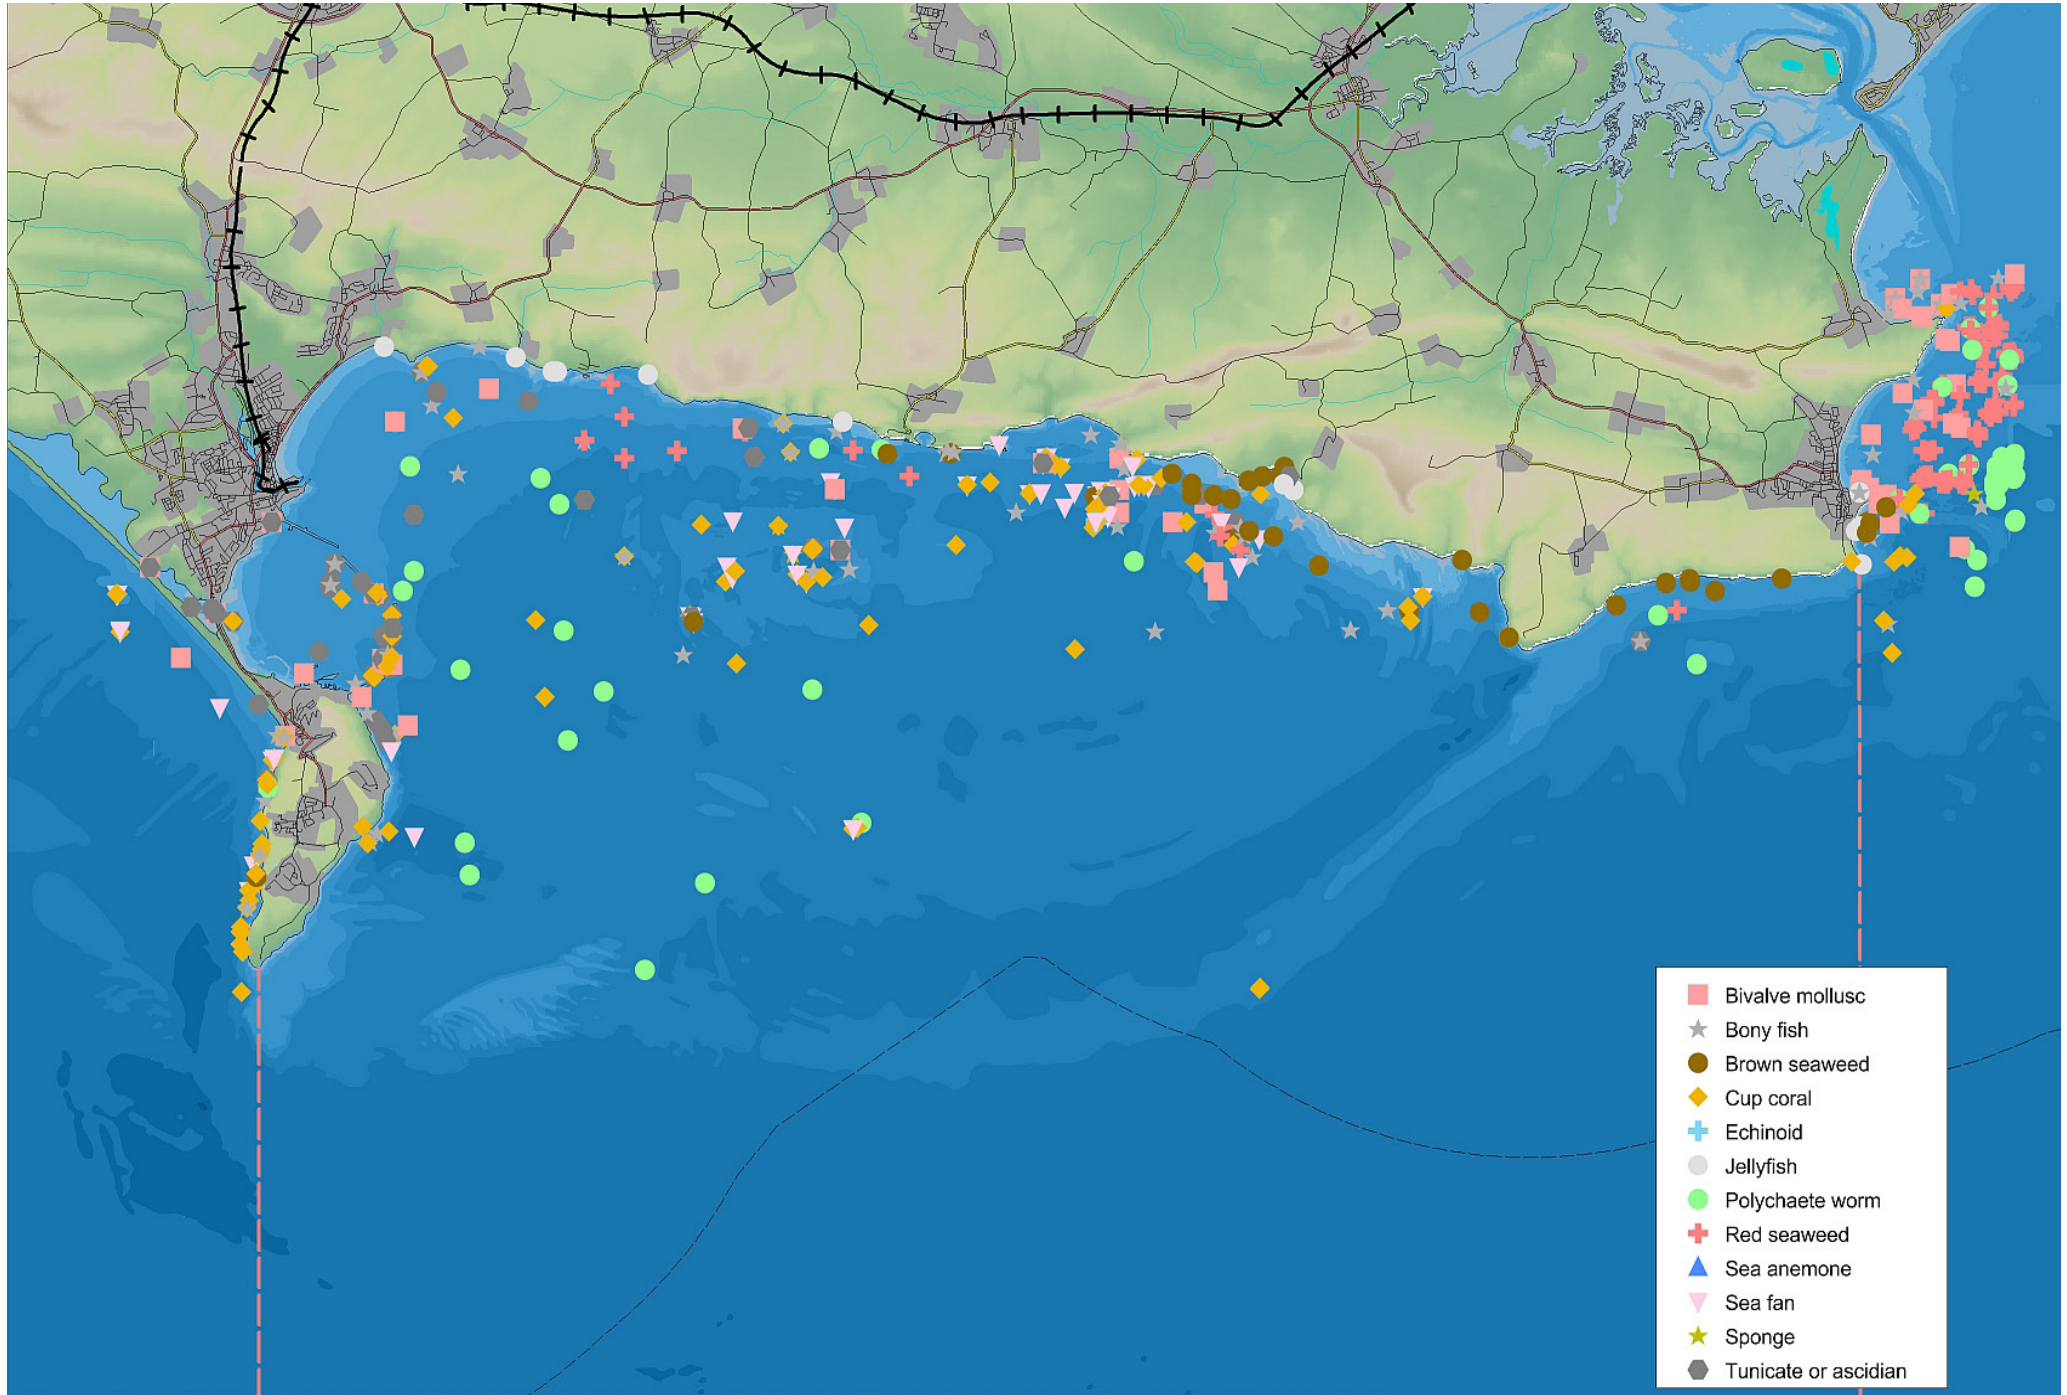 Bivalve mollusc
Bony fish
Brown seaweed
Cup coral
Echinoid
Jellyfish
Polychaete worm
Red seaweed
Sea anemone
Sea fan
Sponge
Tunicate or ascidian